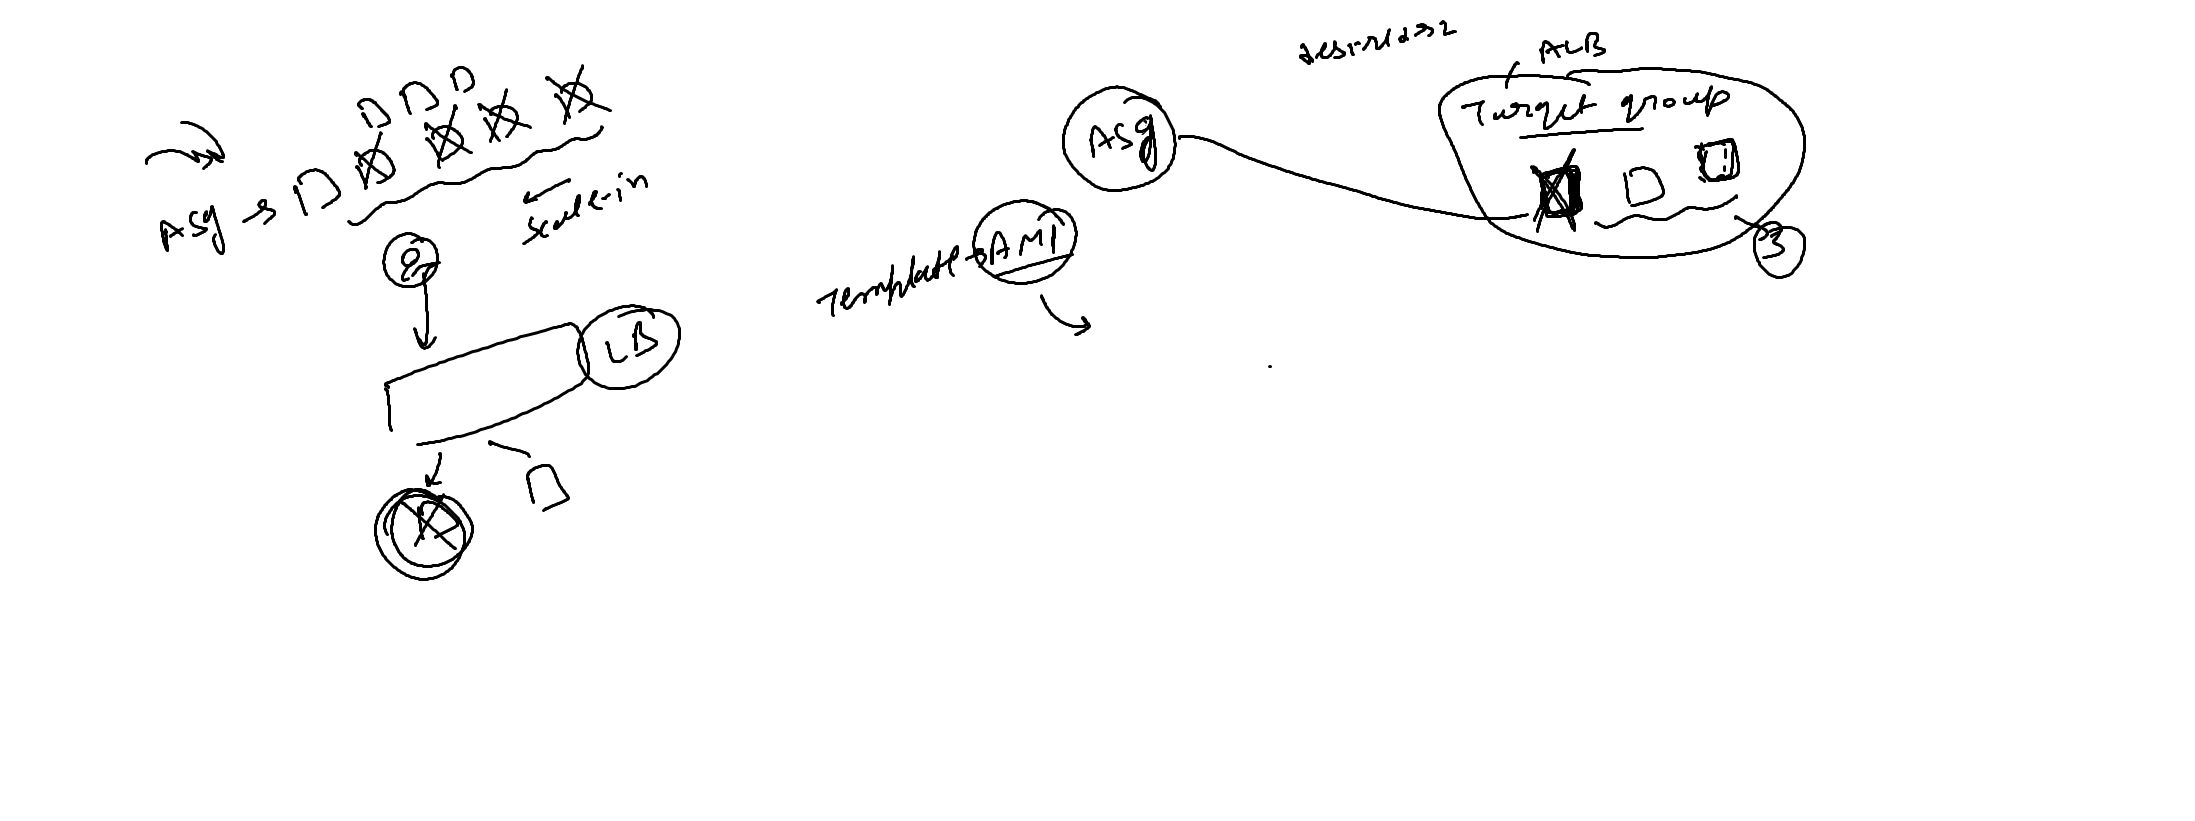 ASg →
scale-in
LB
desired → 2
ALB
Target group
ASg
3
Template → AMI